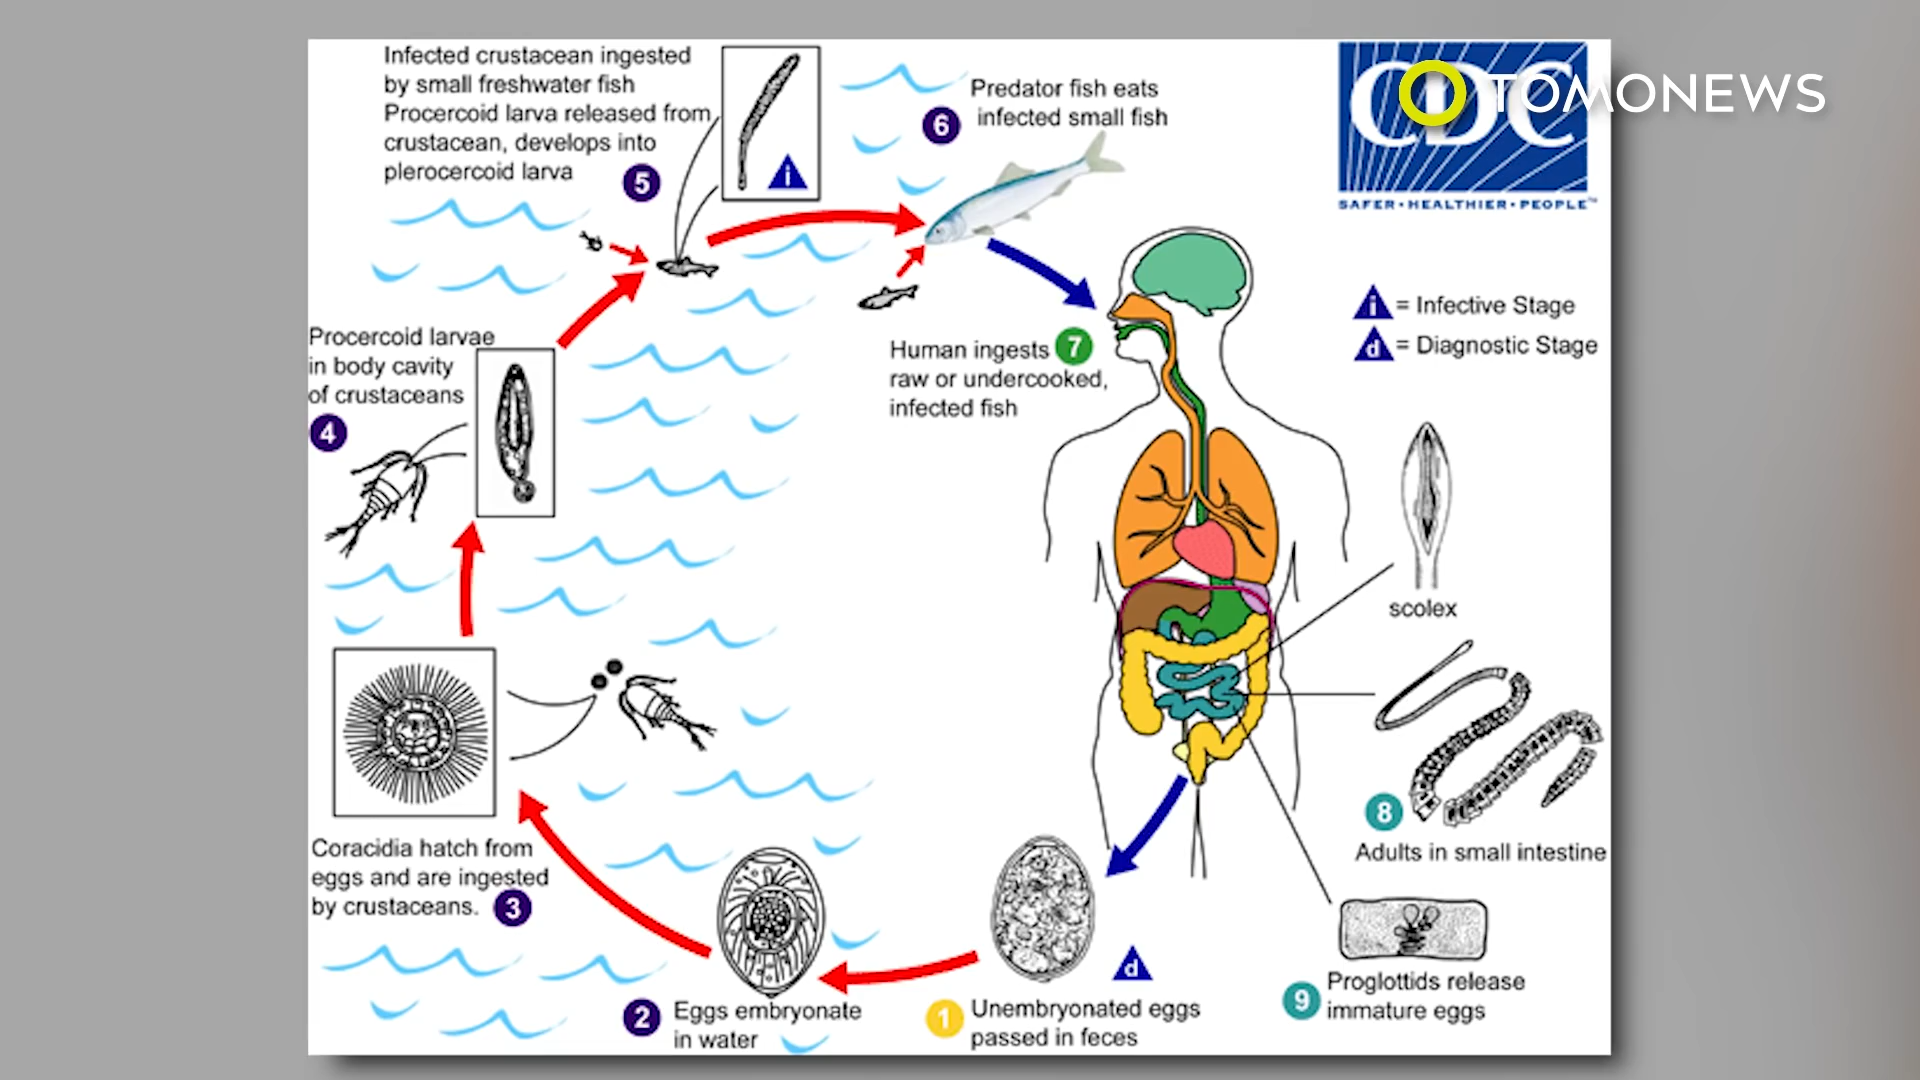 Infected crustacean ingested
by small freshwater fish
Procercoid larva released from
crustacean, develops into
plerocercoid larva
5
i
6
Predator fish eats
infected small fish
CDC
TOMONEWS
SAFER•HEALTHIER•PEOPLE™
i = Infective Stage
d = Diagnostic Stage
Procercoid larvae
in body cavity
of crustaceans
4
Human ingests 7
raw or undercooked,
infected fish
scolex
8
Adults in small intestine
Coracidia hatch from
eggs and are ingested
by crustaceans. 3
d
2
Eggs embryonate
in water
1
Unembryonated eggs
passed in feces
9
Proglottids release
immature eggs